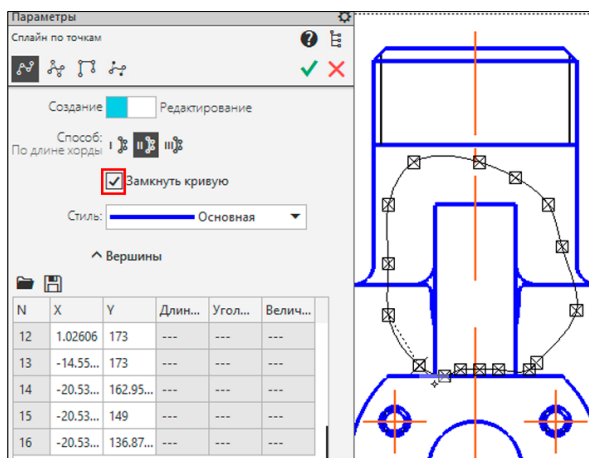 Параметры
Сплайн по точкам
Создание Редактирование
Способ:
По длине хорды I II III
Замкнуть кривую
Стиль: Основная
Вершины
N X Y Длин... Угол... Велич...
12 1.02606 173 --- --- ---
13 -14.55... 173 --- --- ---
14 -20.53... 162.95... --- --- ---
15 -20.53... 149 --- --- ---
16 -20.53... 136.87... --- --- ---